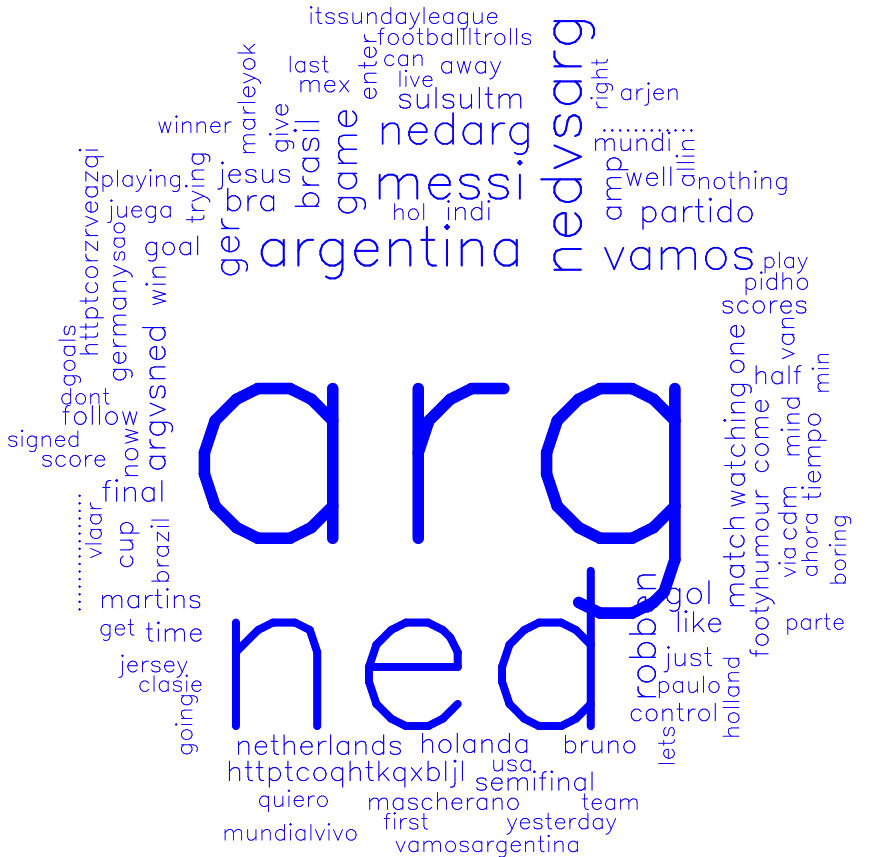 itssundayleague
footballltrolls
enter
can
last
away
live
mex
marleyok
sulsultm
nedvsarg
right
arjen
winner
give
brasil
game
nedarg
.............
mundi
allin
httptcorzrveazqi
playing.
trying
jesus
messi
amp
well
nothing
juega
bra
hol
indi
partido
goal
ger
argentina
vamos
play
germanysao
win
pidho
scores
goals
argvsned
one
van
min
dont
half
follow
now
arg
watching
come
mind
tiempo
signed
score
final
................
vlaar
cup
brazil
match
footyhumour
via
cdm
ahora
boring
martins
ned
robben
gol
get
time
like
parte
jersey
just
clasie
paulo
holland
going
control
lets
netherlands
holanda
bruno
httptcoqhtkqxbljl
usa
semifinal
quiero
mascherano
team
first
yesterday
mundialvivo
vamosargentina